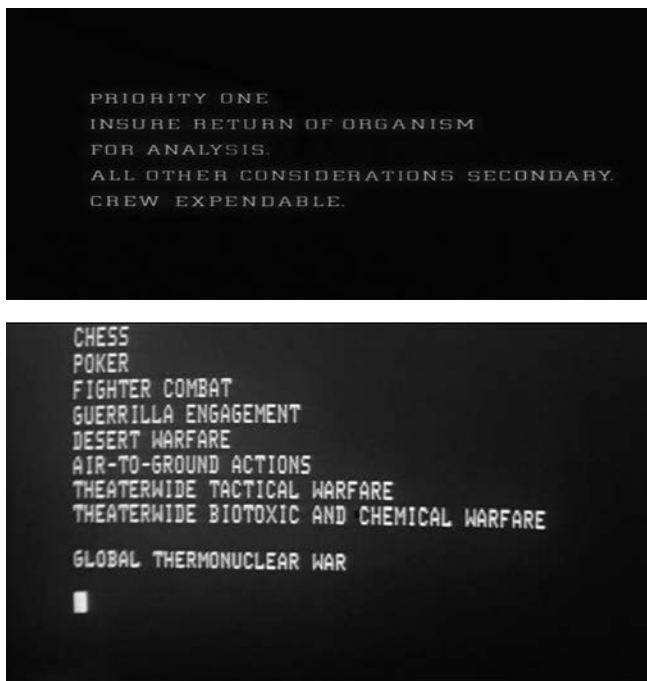 PRIORITY ONE
INSURE RETURN OF ORGANISM
FOR ANALYSIS.
ALL OTHER CONSIDERATIONS SECONDARY.
CREW EXPENDABLE.
CHESS
POKER
FIGHTER COMBAT
GUERRILLA ENGAGEMENT
DESERT WARFARE
AIR-TO-GROUND ACTIONS
THEATERWIDE TACTICAL WARFARE
THEATERWIDE BIOTOXIC AND CHEMICAL WARFARE
GLOBAL THERMONUCLEAR WAR